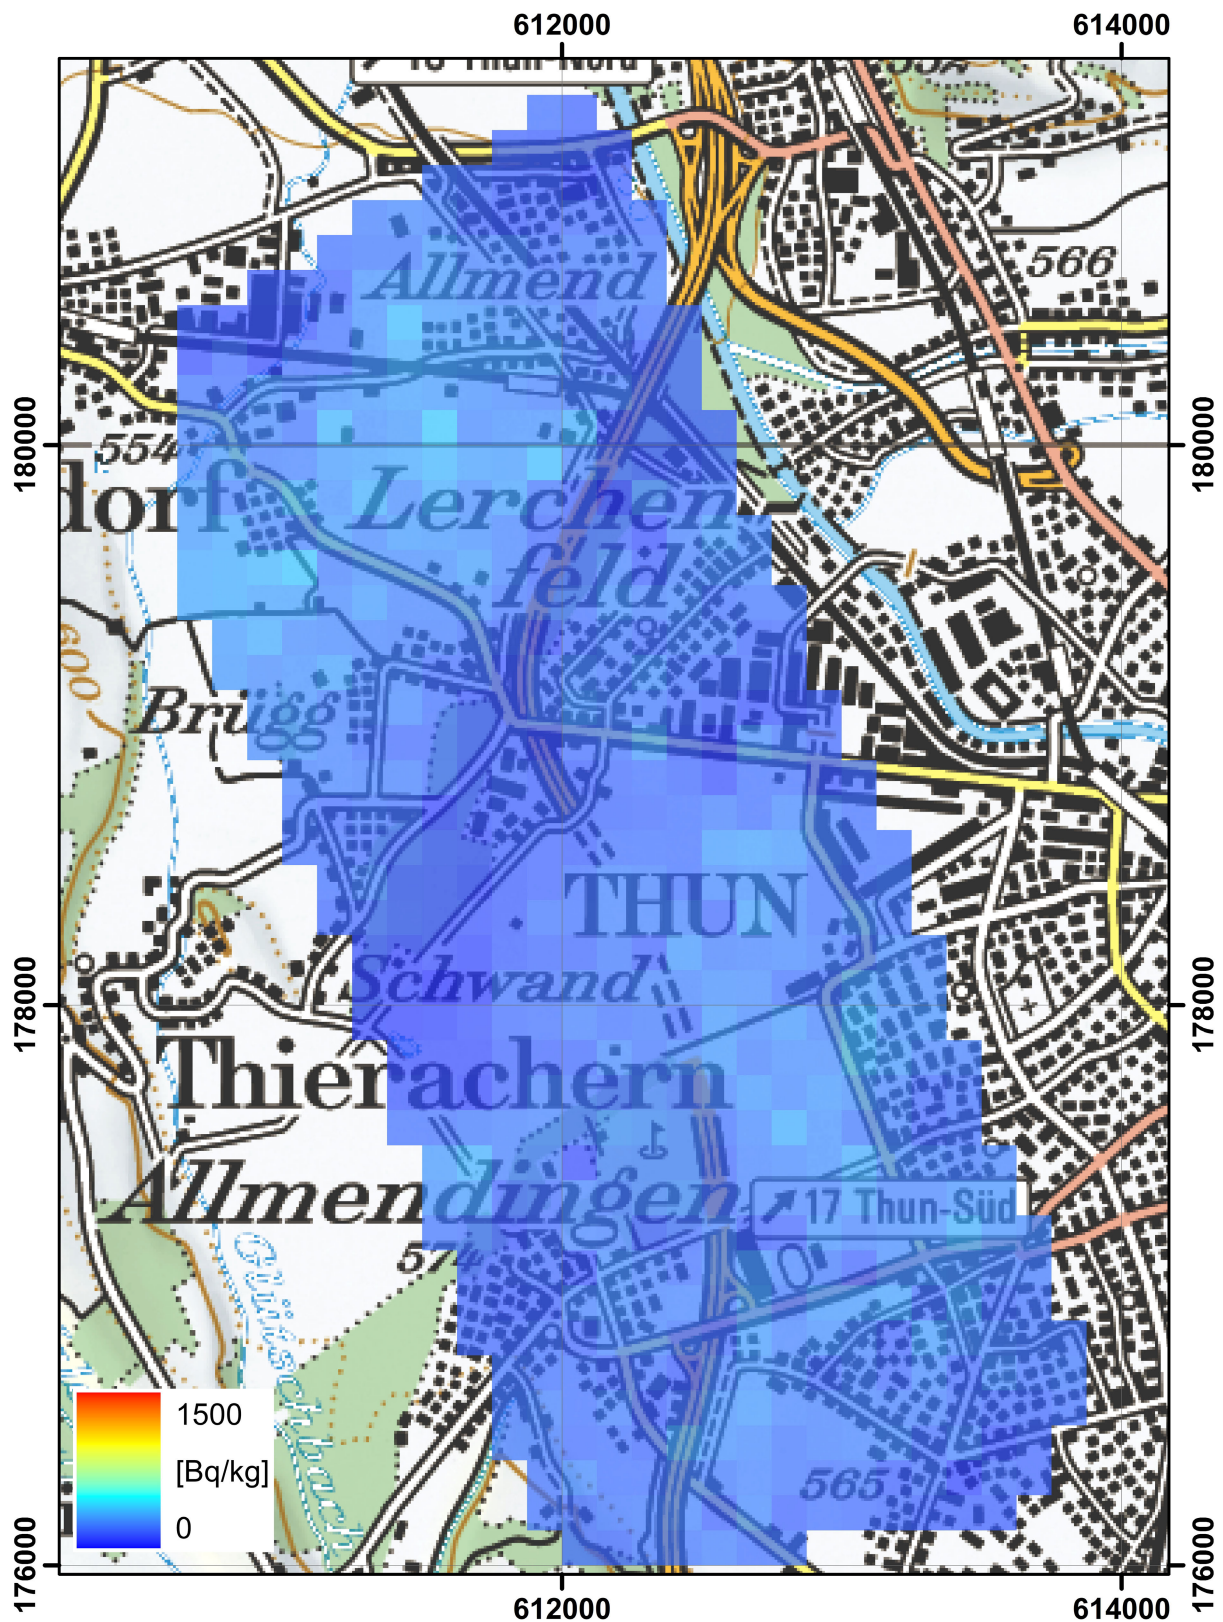 612000
614000
16 Thun-Nord
566
Allmend
180000
180000
554
dorf
Lerchen
feld
600
Brügg
THUN
178000
178000
Schwand
Thierachern
Allmendingen
17 Thun-Süd
57
Glütschbach
1500
[Bq/kg]
0
565
176000
176000
612000
614000